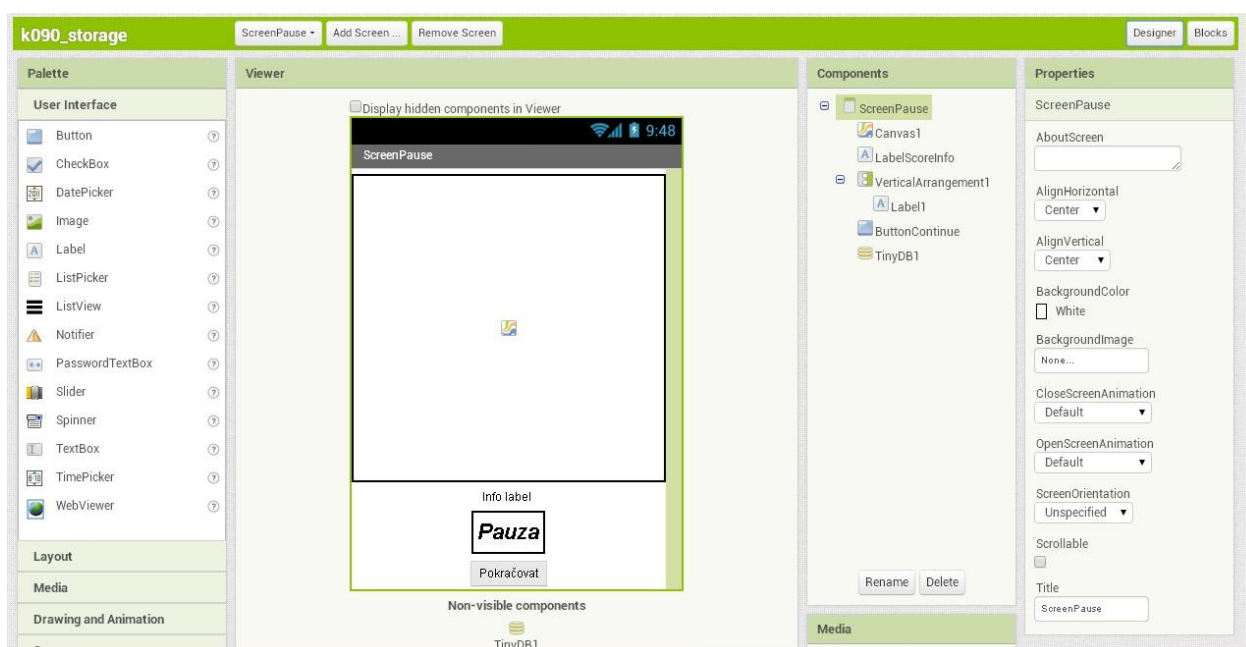 k090_storage
ScreenPause
Add Screen ...
Remove Screen
Designer
Blocks
Palette
User Interface
Button
CheckBox
DatePicker
Image
Label
ListPicker
ListView
Notifier
PasswordTextBox
Slider
Spinner
TextBox
TimePicker
WebViewer
Layout
Media
Drawing and Animation
Viewer
Display hidden components in Viewer
9:48
ScreenPause
Info label
Pauza
Pokračovat
Non-visible components
TinyDB1
Components
ScreenPause
Canvas1
LabelScoreInfo
VerticalArrangement1
Label1
ButtonContinue
TinyDB1
Rename
Delete
Media
Properties
ScreenPause
AboutScreen
AlignHorizontal
Center
AlignVertical
Center
BackgroundColor
White
BackgroundImage
None...
CloseScreenAnimation
Default
OpenScreenAnimation
Default
ScreenOrientation
Unspecified
Scrollable
Title
ScreenPause